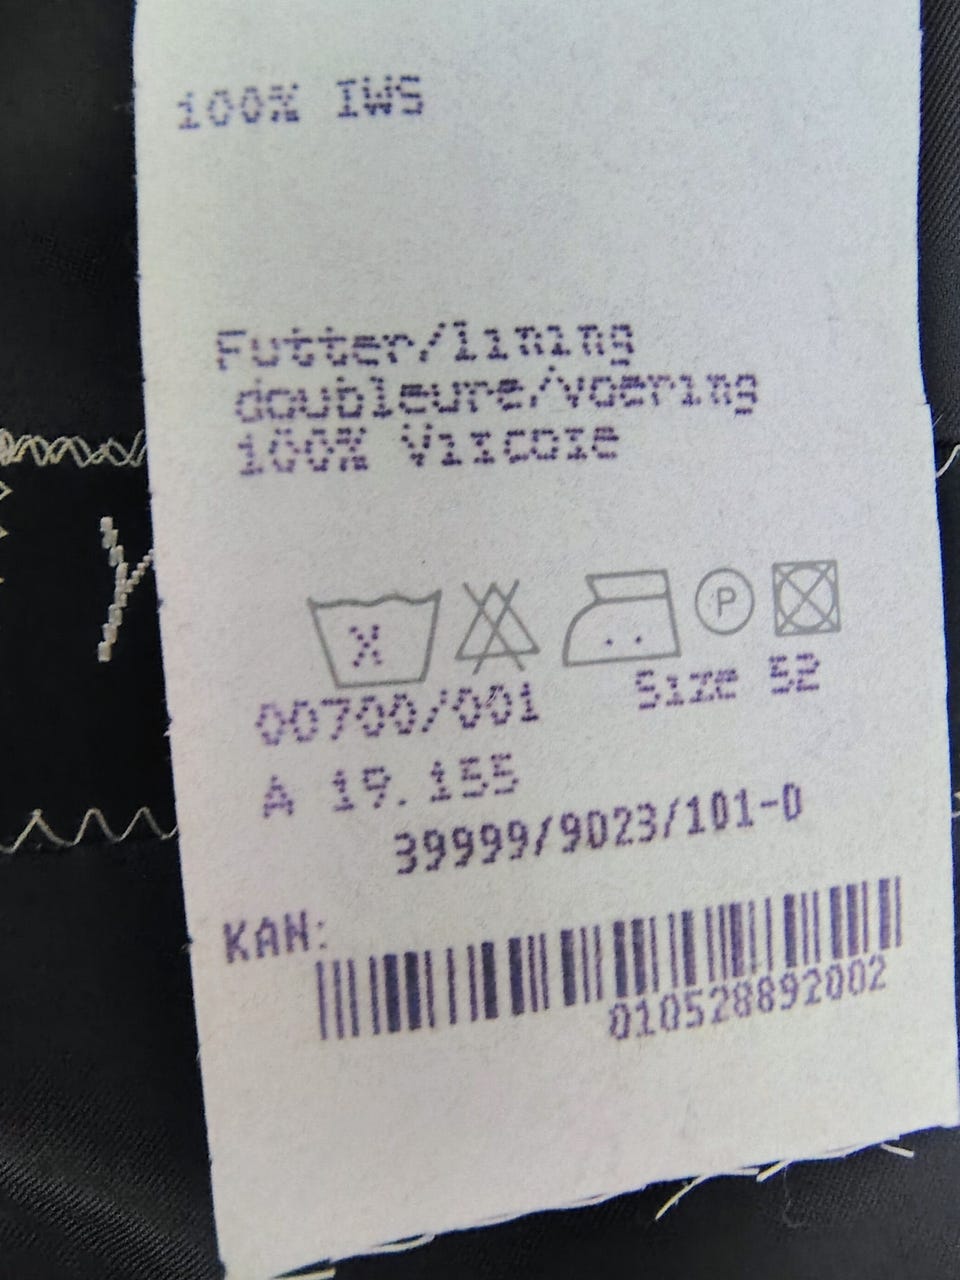 100% IWS
Futter/lining
doubleure/voering
100% Viscose
X
P
00700/001 Size 52
A 19.155
39999/9023/101-0
KAN:
010528892002